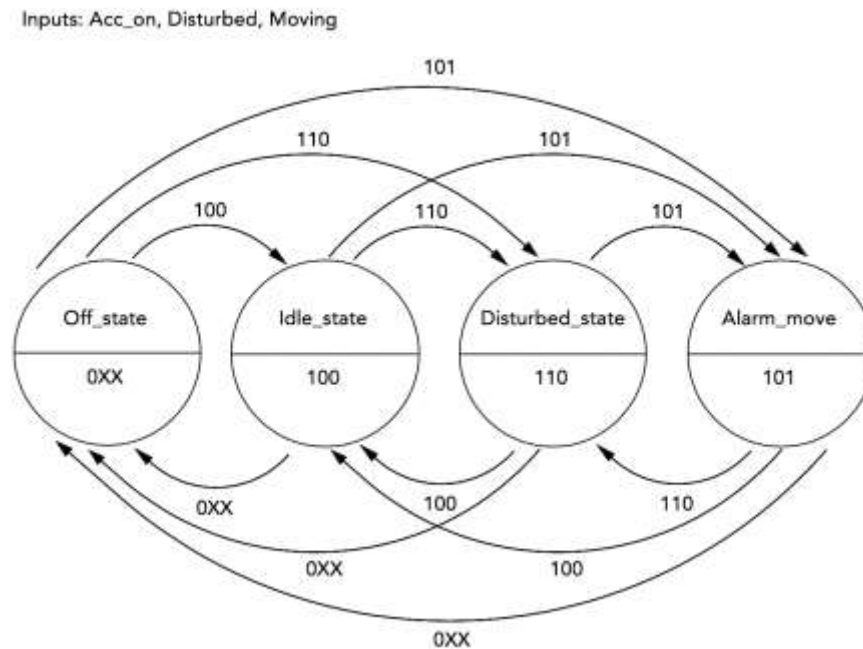 Inputs: Acc_on, Disturbed, Moving
101
110
101
100
110
101
Off_state
Idle_state
Disturbed_state
Alarm_move
0XX
100
110
101
0XX
100
110
0XX
100
0XX